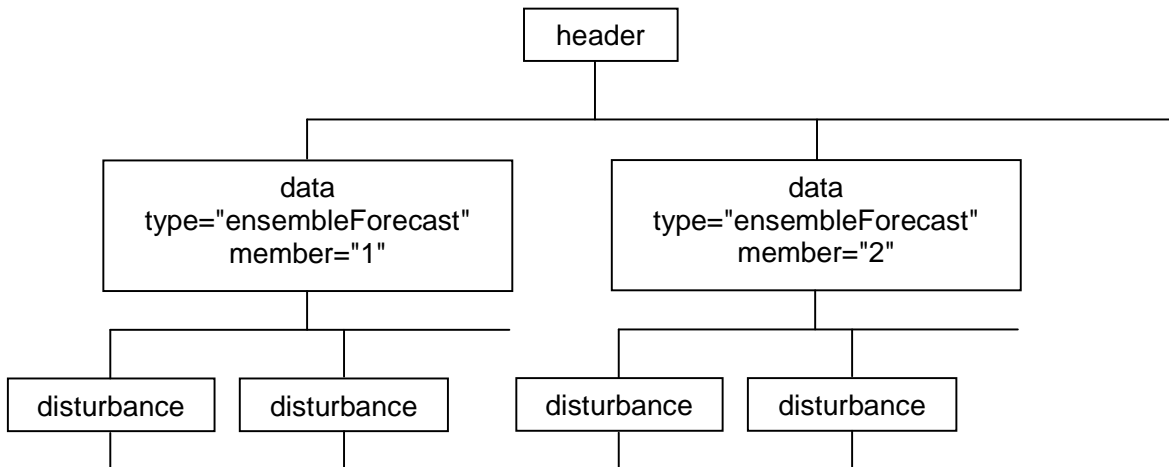 header
data
type="ensembleForecast"
member="1"
data
type="ensembleForecast"
member="2"
disturbance
disturbance
disturbance
disturbance